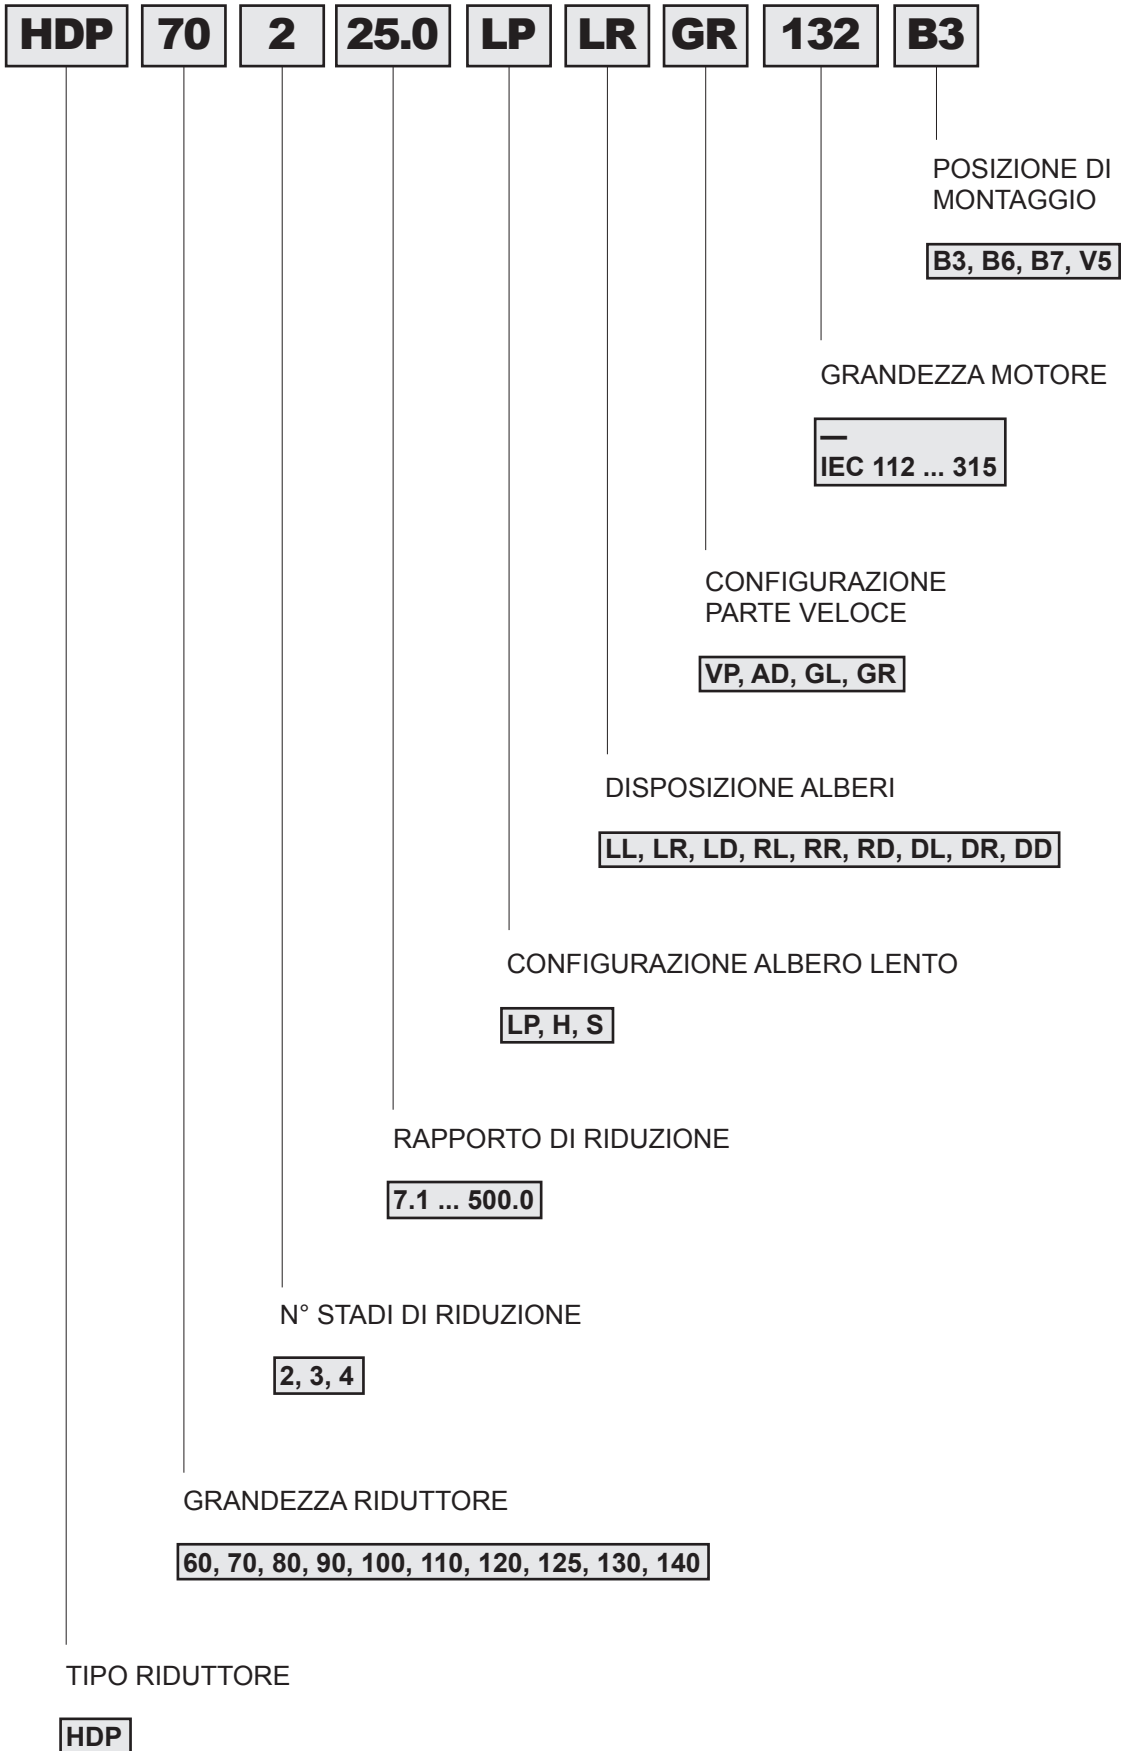 HDP 70 2 25.0 LP LR GR 132 B3
POSIZIONE DI
MONTAGGIO
B3, B6, B7, V5
GRANDEZZA MOTORE
—
IEC 112 ... 315
CONFIGURAZIONE
PARTE VELOCE
VP, AD, GL, GR
DISPOSIZIONE ALBERI
LL, LR, LD, RL, RR, RD, DL, DR, DD
CONFIGURAZIONE ALBERO LENTO
LP, H, S
RAPPORTO DI RIDUZIONE
7.1 ... 500.0
N° STADI DI RIDUZIONE
2, 3, 4
GRANDEZZA RIDUTTORE
60, 70, 80, 90, 100, 110, 120, 125, 130, 140
TIPO RIDUTTORE
HDP